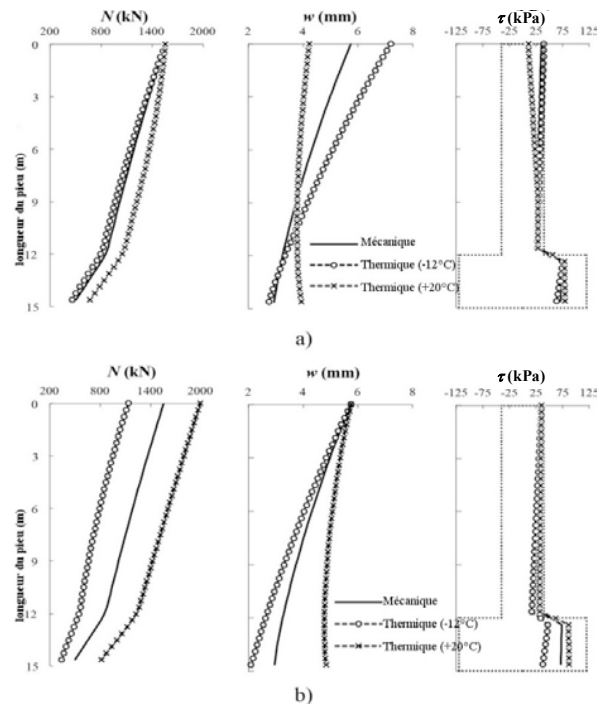 N (kN) w (mm) τ (kPa)
200 800 1400 2000 0 2 4 6 8 -125 -75 -25 25 75 125
0
3
6
9
12
15
longueur du pieu (m)
Mécanique
Thermique (-12°C)
Thermique (+20°C)
a)
N (kN) w (mm) τ (kPa)
200 800 1400 2000 2 4 6 8 -125 -75 -25 25 75 125
0
3
6
9
12
15
longueur du pieu (m)
Mécanique
Thermique (-12°C)
Thermique (+20°C)
b)